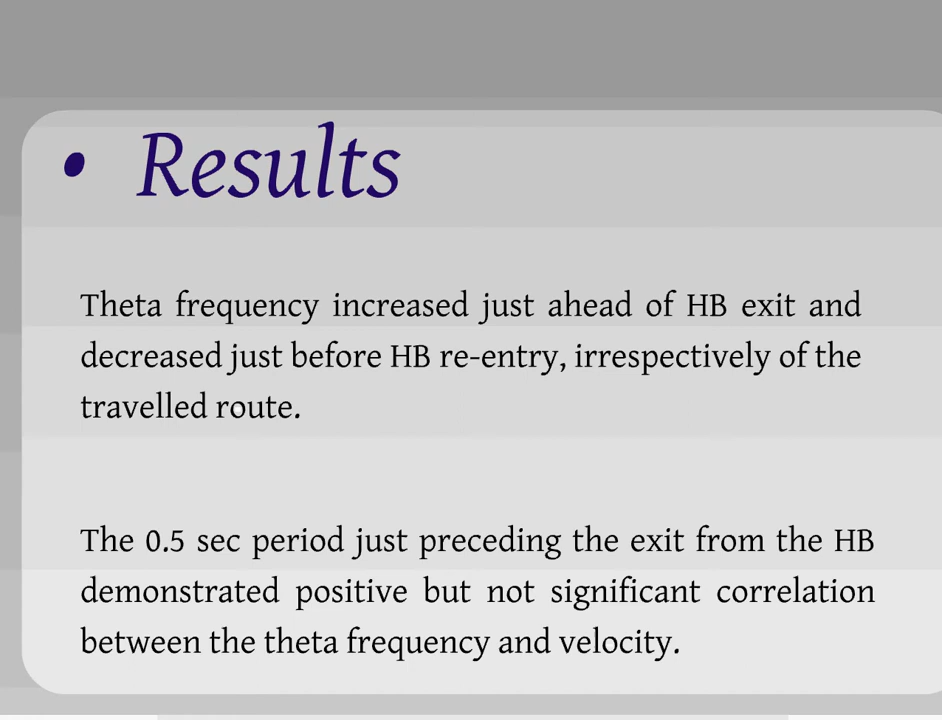 • Results
Theta frequency increased just ahead of HB exit and
decreased just before HB re-entry, irrespectively of the
travelled route.
The 0.5 sec period just preceding the exit from the HB
demonstrated positive but not significant correlation
between the theta frequency and velocity.